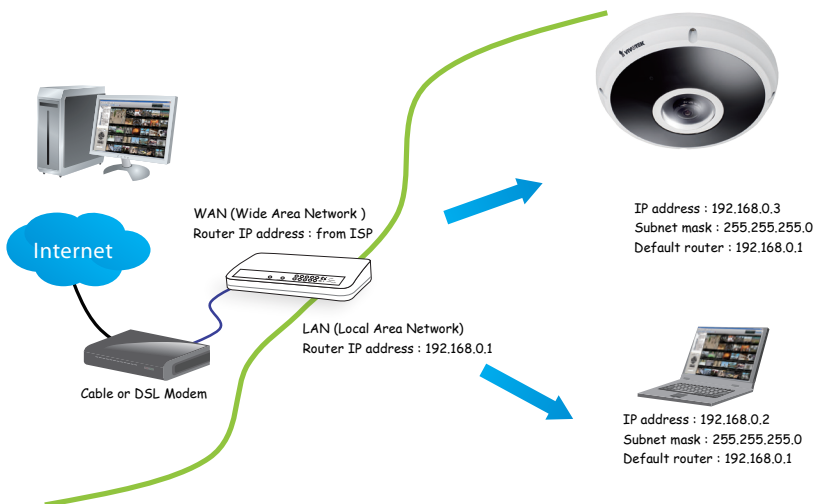 VIVOTEK
WAN (Wide Area Network )
Router IP address : from ISP
Internet
IP address : 192.168.0.3
Subnet mask : 255.255.255.0
Default router : 192.168.0.1
LAN (Local Area Network)
Router IP address : 192.168.0.1
Cable or DSL Modem
IP address : 192.168.0.2
Subnet mask : 255.255.255.0
Default router : 192.168.0.1